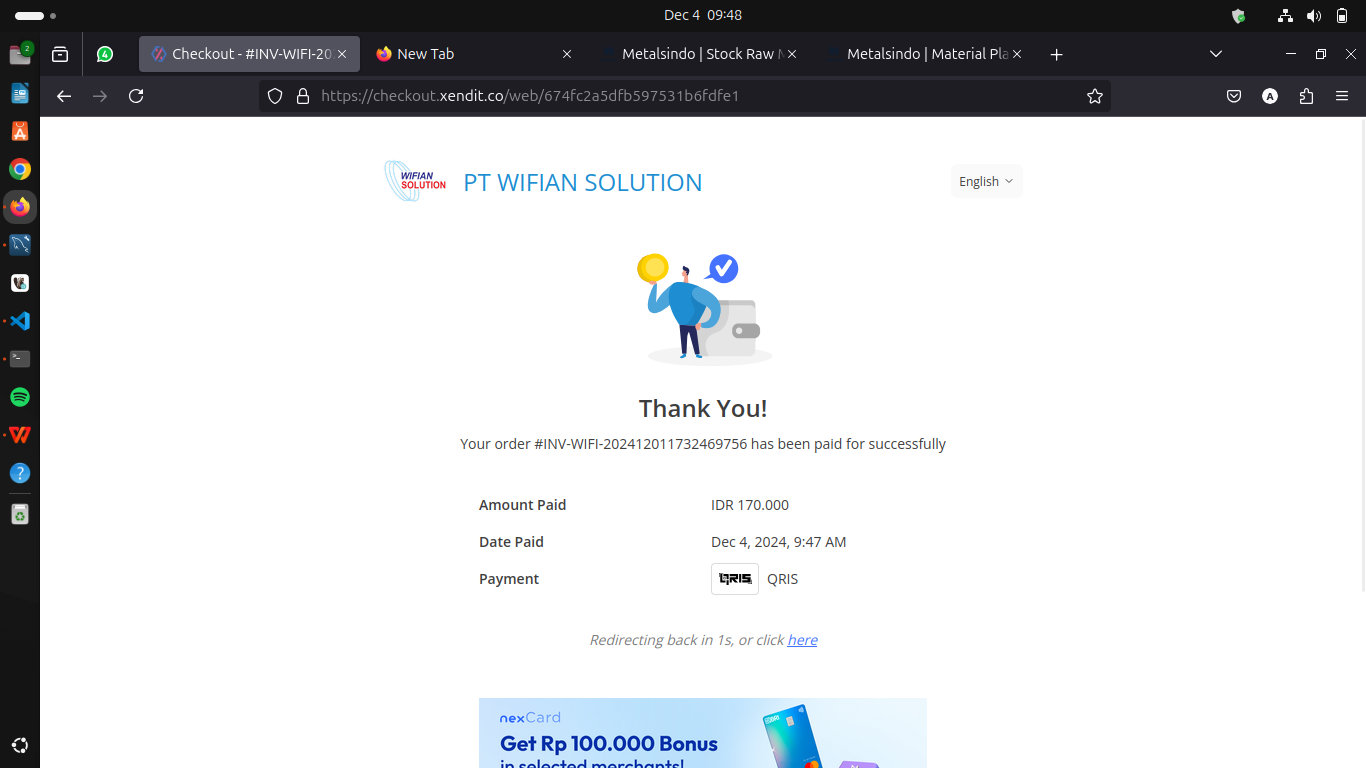 Dec 4 09:48
2
4
Checkout - #INV-WIFI-20
New Tab
Metalsindo | Stock Raw
Metalsindo | Material Pla
https://checkout.xendit.co/web/674fc2a5dfb597531b6fdfe1
A
WIFIAN
SOLUTION
PT WIFIAN SOLUTION
English
Thank You!
Your order #INV-WIFI-202412011732469756 has been paid for successfully
Amount Paid IDR 170.000
Date Paid Dec 4, 2024, 9:47 AM
Payment QRIS QRIS
Redirecting back in 1s, or click here
nexCard
Get Rp 100.000 Bonus
in selected merchants!